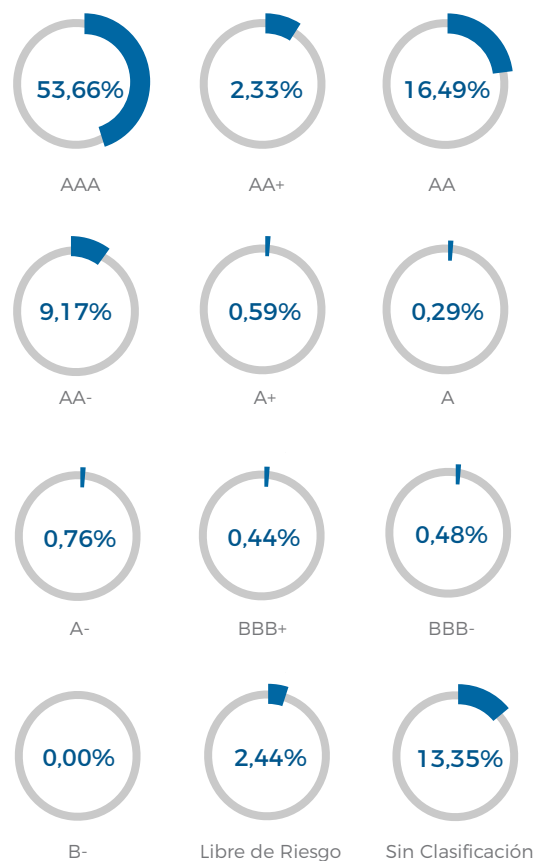 53,66%
2,33%
16,49%
AAA
AA+
AA
9,17%
0,59%
0,29%
AA-
A+
A
0,76%
0,44%
0,48%
A-
BBB+
BBB-
0,00%
2,44%
13,35%
B-
Libre de Riesgo
Sin Clasificación